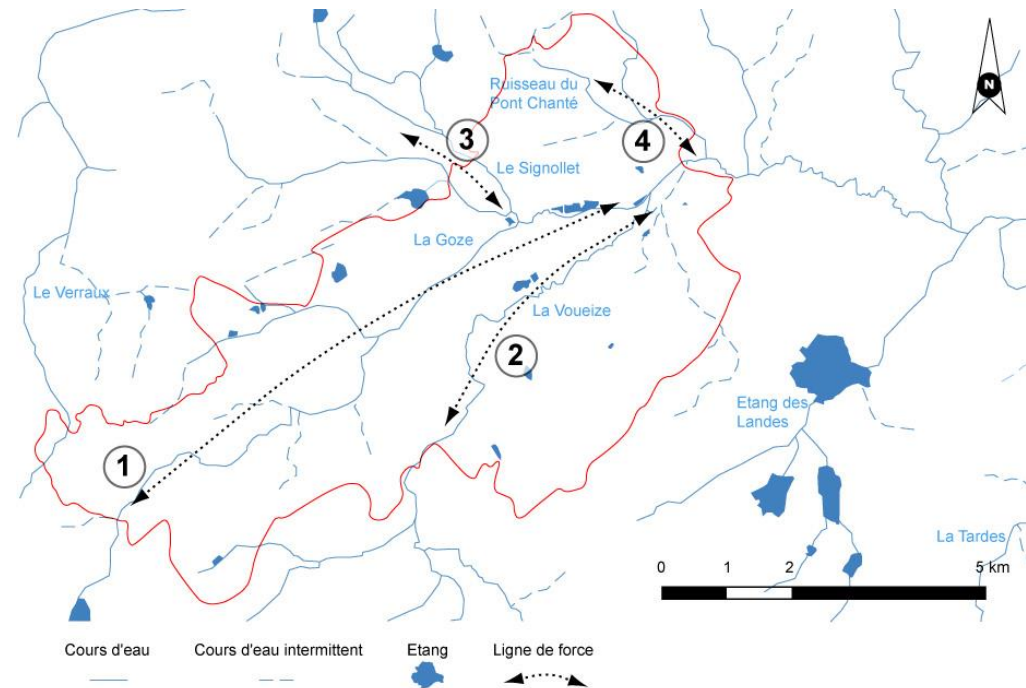 Ruisseau du
Pont Chanté
N
3
4
Le Signollet
La Goze
Le Verraux
La Voueize
2
Etang des
Landes
1
La Tardes
0 1 2 5 km
Cours d'eau Cours d'eau intermittent Etang Ligne de force